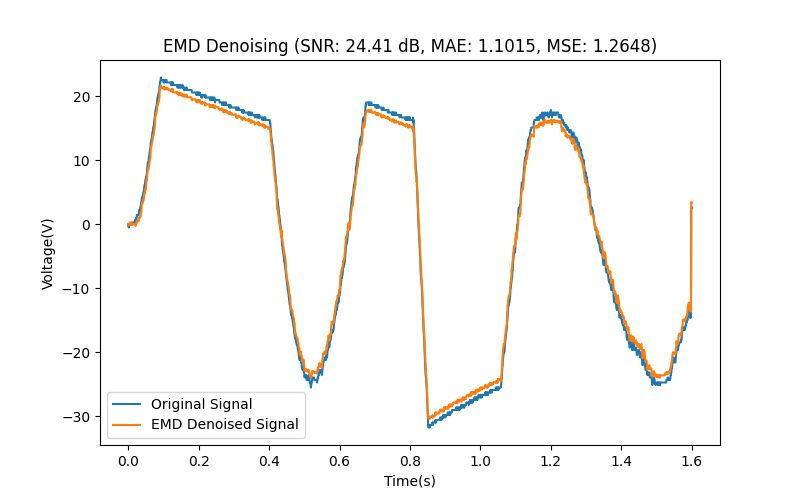 EMD Denoising (SNR: 24.41 dB, MAE: 1.1015, MSE: 1.2648)
Voltage(V)
20
10
0
−10
−20
−30
Original Signal
EMD Denoised Signal
0.0 0.2 0.4 0.6 0.8 1.0 1.2 1.4 1.6
Time(s)